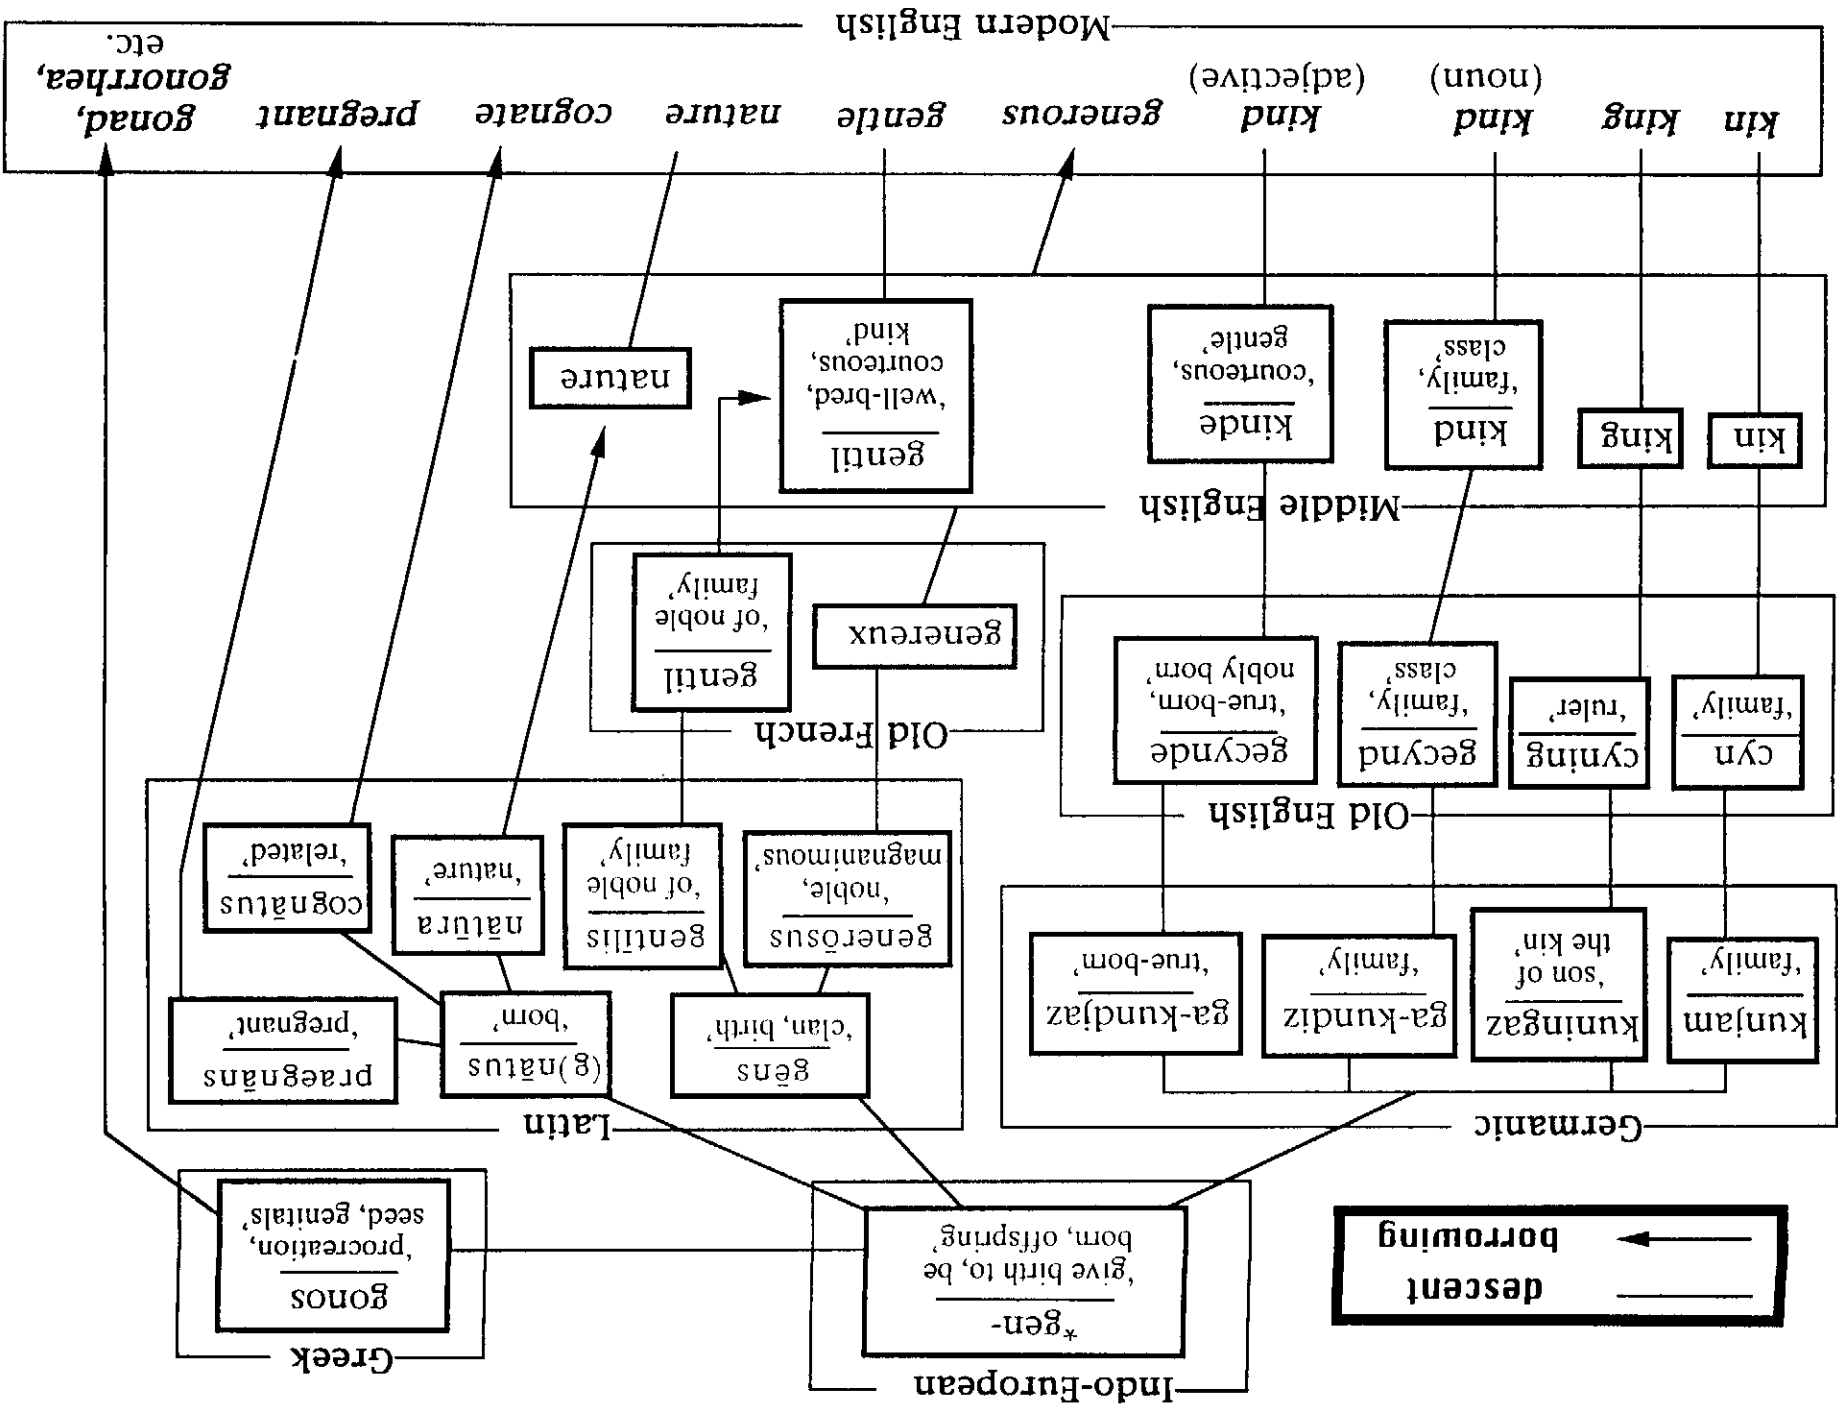 Indo-European
*gen-
'give birth to, be
born, offspring'
Greek
gonos
'procreation,
seed, genitals'
descent
borrowing
Germanic
kunjam
'family'
kuningaz
'son of
the kin'
ga-kundiz
'family'
ga-kundjaz
'true-born'
Latin
gēns
'clan, birth'
(g)nātus
'born'
praegnāns
'pregnant'
generōsus
'noble,
magnanimous'
gentīlis
'of noble
family'
nātūra
'nature'
cognātus
'related'
Old English
cyn
'family'
cyning
'ruler'
gecynd
'family,
class'
gecynde
'true-born,
nobly born'
Old French
genereux
gentil
'of noble
family'
Middle English
kin
king
kind
'family,
class'
kinde
'courteous,
gentle'
gentil
'well-bred,
courteous,
kind'
nature
kin
king
kind
(noun)
kind
(adjective)
generous
gentle
nature
cognate
pregnant
gonad,
gonorrhea,
etc.
Modern English